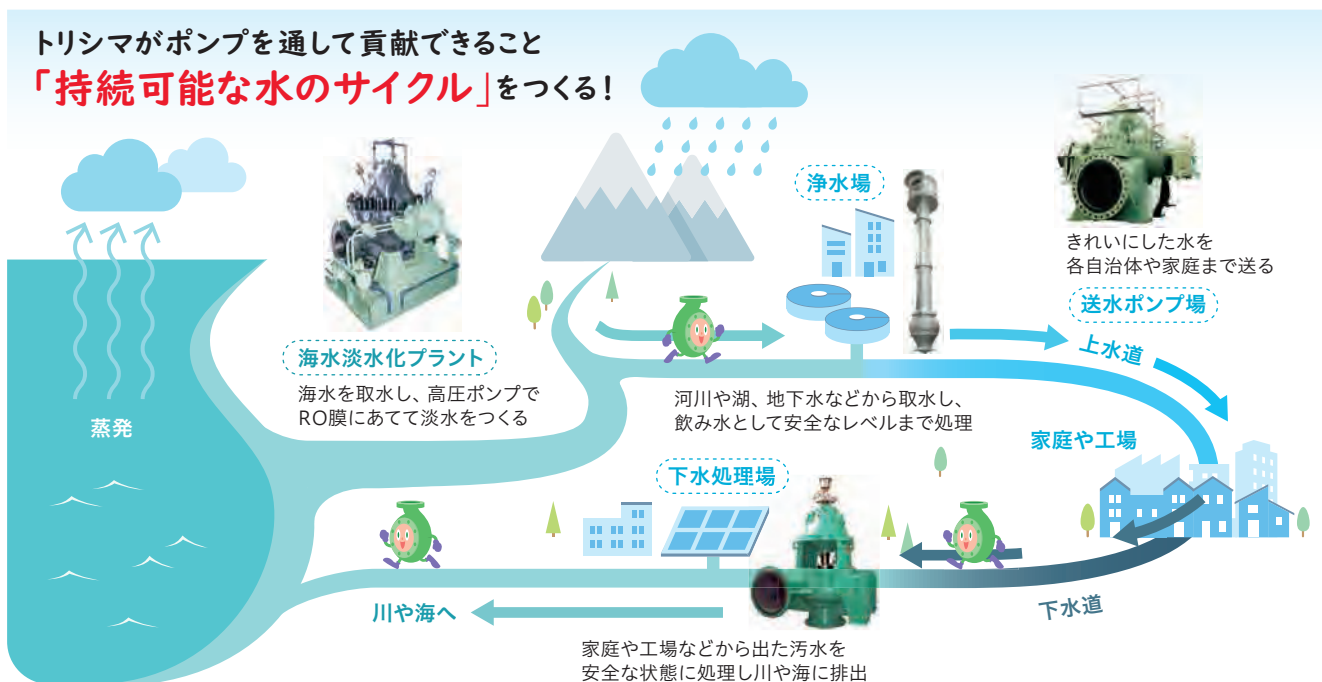 トリシマがポンプを通して貢献できること
「持続可能な水のサイクル」をつくる!
浄水場
きれいにした水を
各自治体や家庭まで送る
送水ポンプ場
上水道
海水淡水化プラント
海水を取水し、高圧ポンプで
RO膜にあてて淡水をつくる
河川や湖、地下水などから取水し、
飲み水として安全なレベルまで処理
蒸発
家庭や工場
下水処理場
下水道
川や海へ
家庭や工場などから出た汚水を
安全な状態に処理し川や海に排出